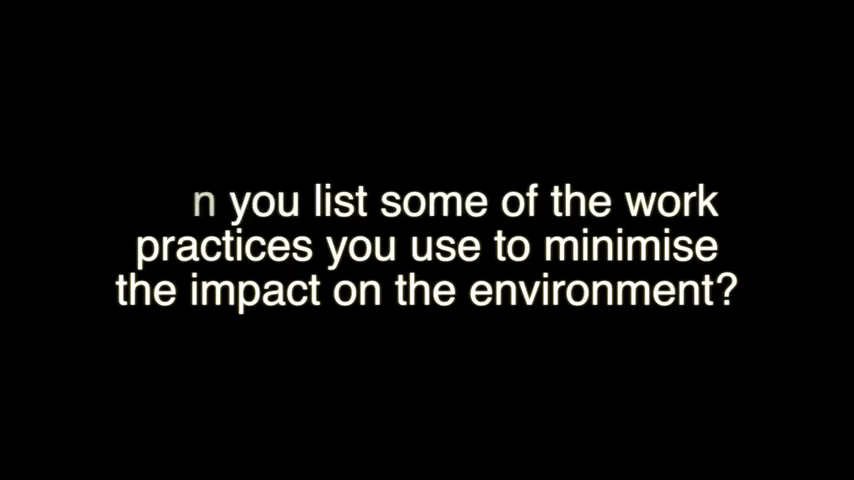 n you list some of the work
practices you use to minimise
the impact on the environment?